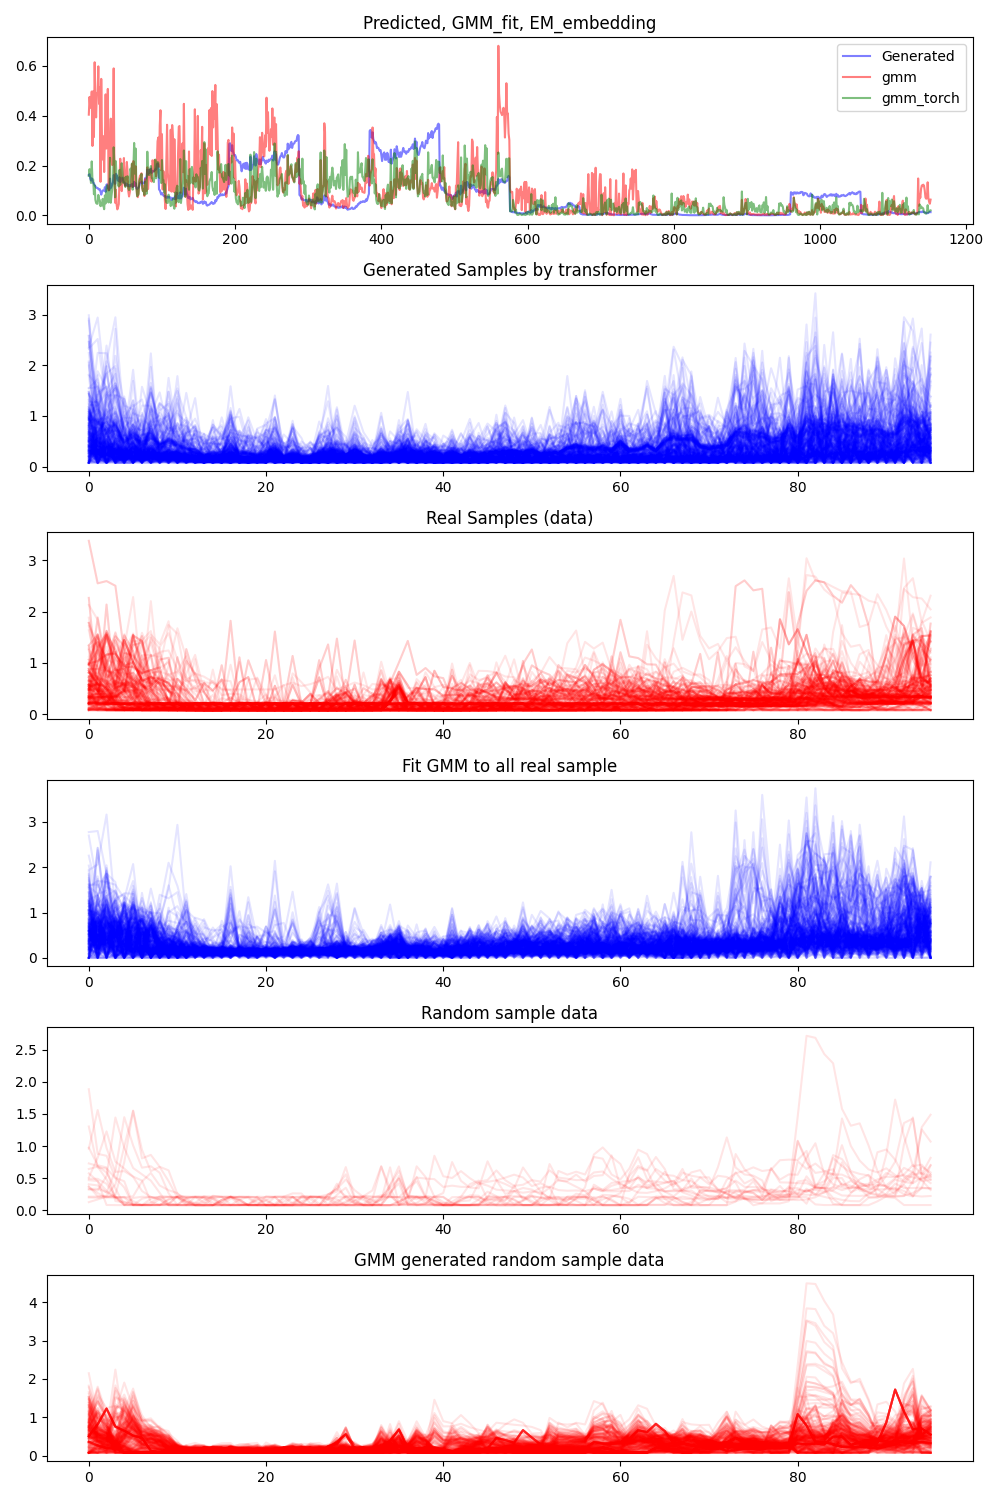 Predicted, GMM_fit, EM_embedding
0.6
0.4
0.2
0.0
Generated
gmm
gmm_torch
0 200 400 600 800 1000 1200
Generated Samples by transformer
3
2
1
0
0 20 40 60 80
Real Samples (data)
3
2
1
0
0 20 40 60 80
Fit GMM to all real sample
3
2
1
0
0 20 40 60 80
Random sample data
2.5
2.0
1.5
1.0
0.5
0.0
0 20 40 60 80
GMM generated random sample data
4
3
2
1
0
0 20 40 60 80